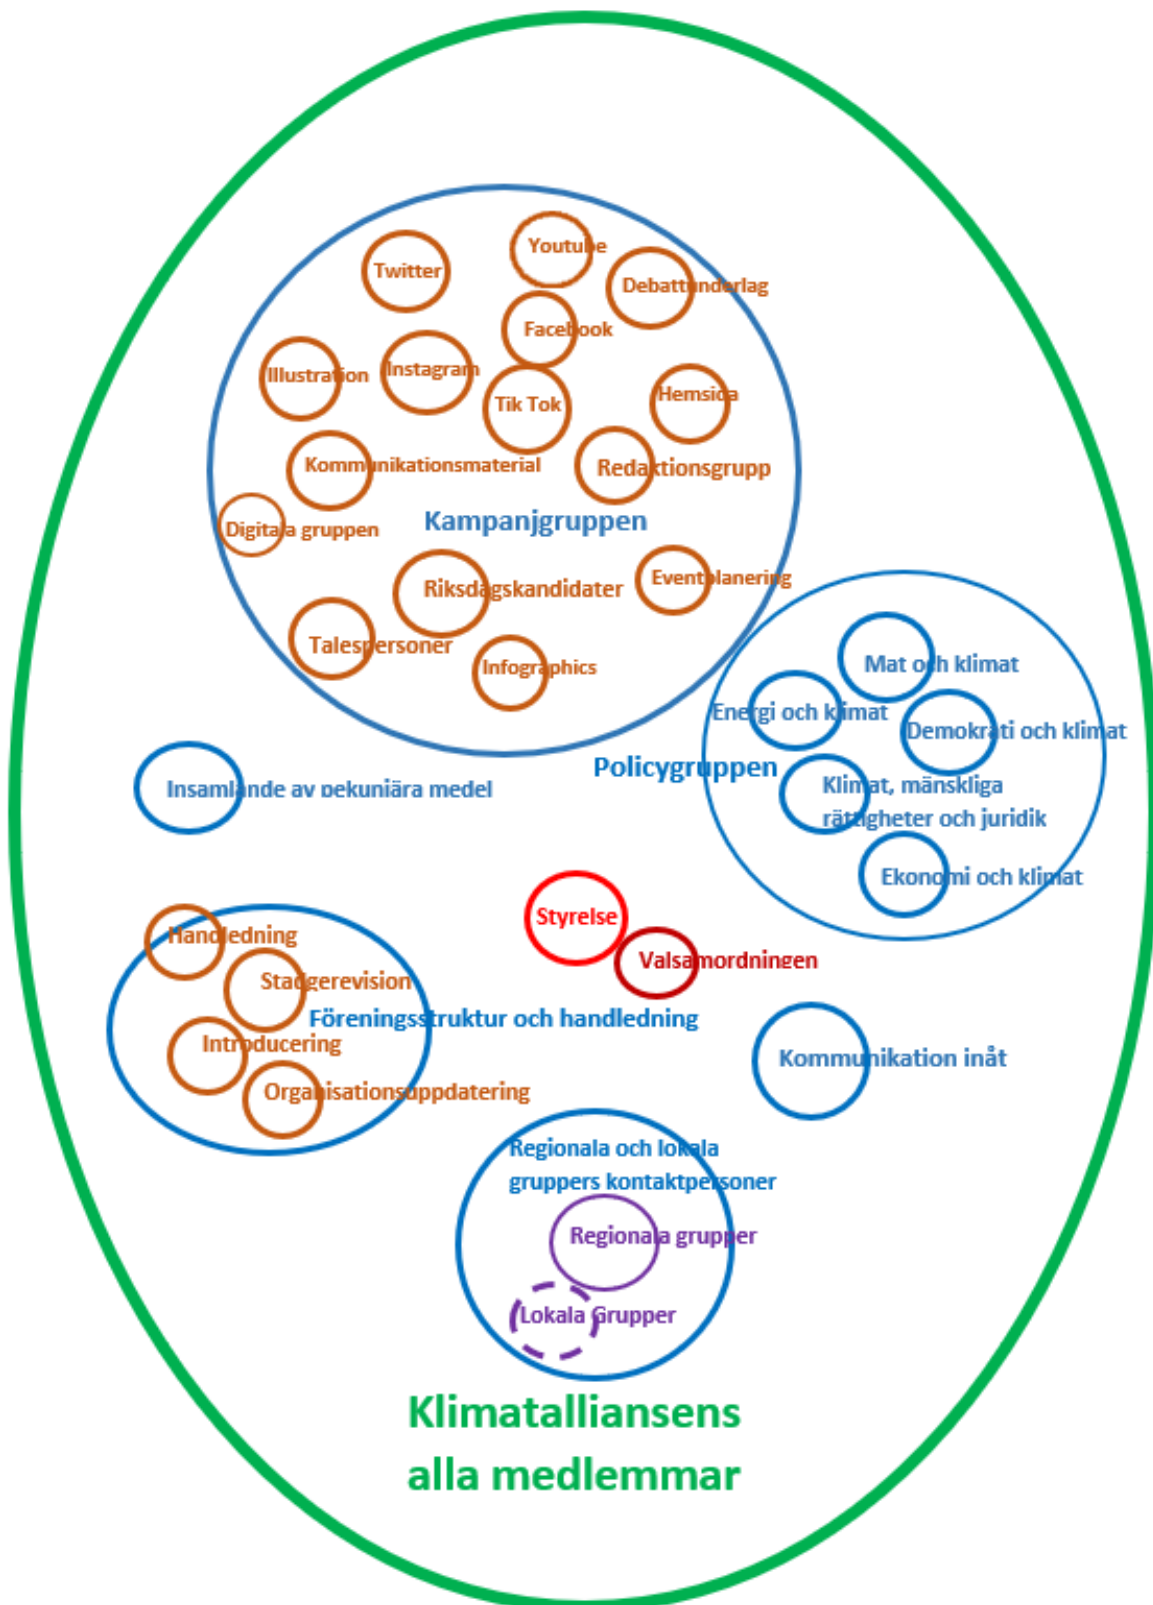 Youtube
Twitter
Debattunderlag
Facebook
Illustration
Instagram
Tik Tok
Hemsida
Kommunikationsmaterial
Redaktionsgrupp
Kampanjgruppen
Digitala gruppen
Riksdagskandidater
Eventplanering
Talespersoner
Infographics
Mat och klimat
Energi och klimat
Demokrati och klimat
Policygruppen
Klimat, mänskliga
rättigheter och juridik
Ekonomi och klimat
Insamlande av pekuniära medel
Styrelse
Valsamordningen
Handledning
Stadgerevision
Föreningsstruktur och handledning
Introducering
Organisationsuppdatering
Kommunikation inåt
Regionala och lokala
gruppers kontaktpersoner
Regionala grupper
Lokala Grupper
Klimatalliansens
alla medlemmar